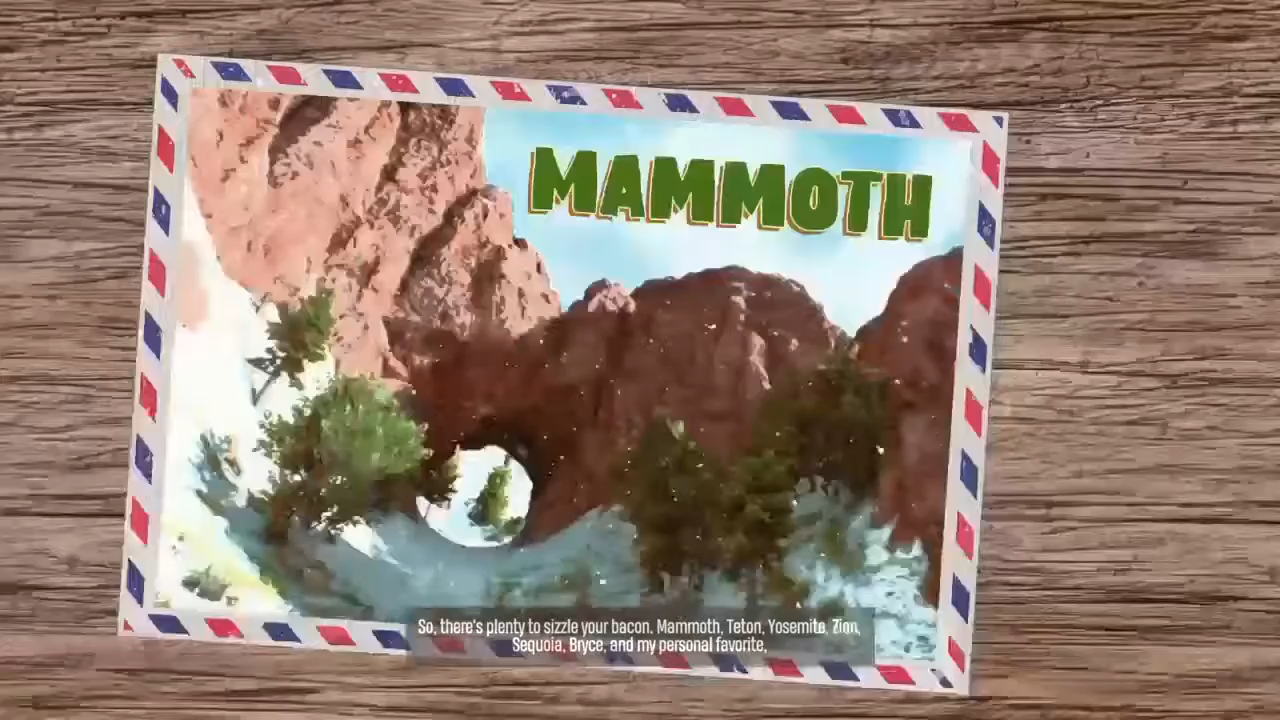 MAMMOTH
So, there's plenty to sizzle your bacon. Mammoth, Teton, Yosemite, Zion,
Sequoia, Bryce, and my personal favorite,